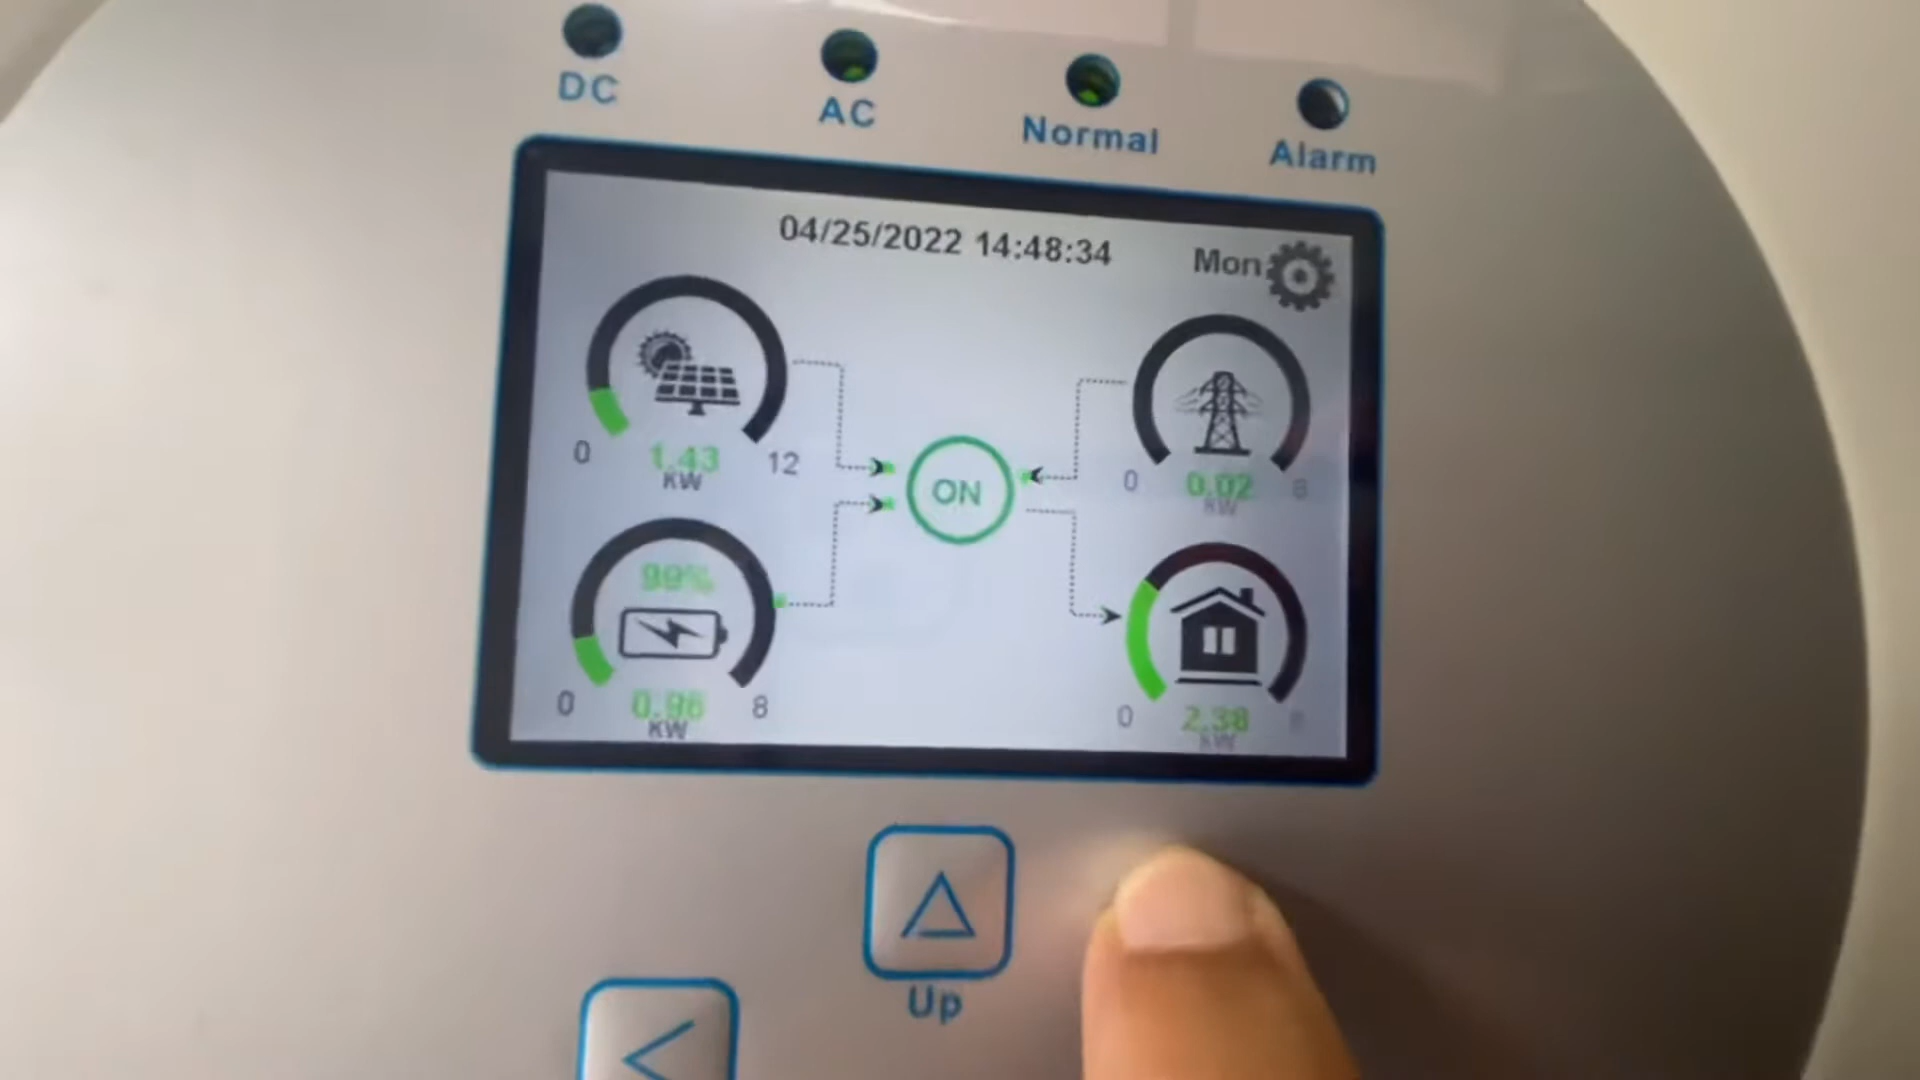 DC
AC
Normal
Alarm
04/25/2022 14:48:34
Mon
0
1.43
KW
12
0
0.02
KW
8
ON
99%
0
0.96
KW
8
0
2.38
KW
Up